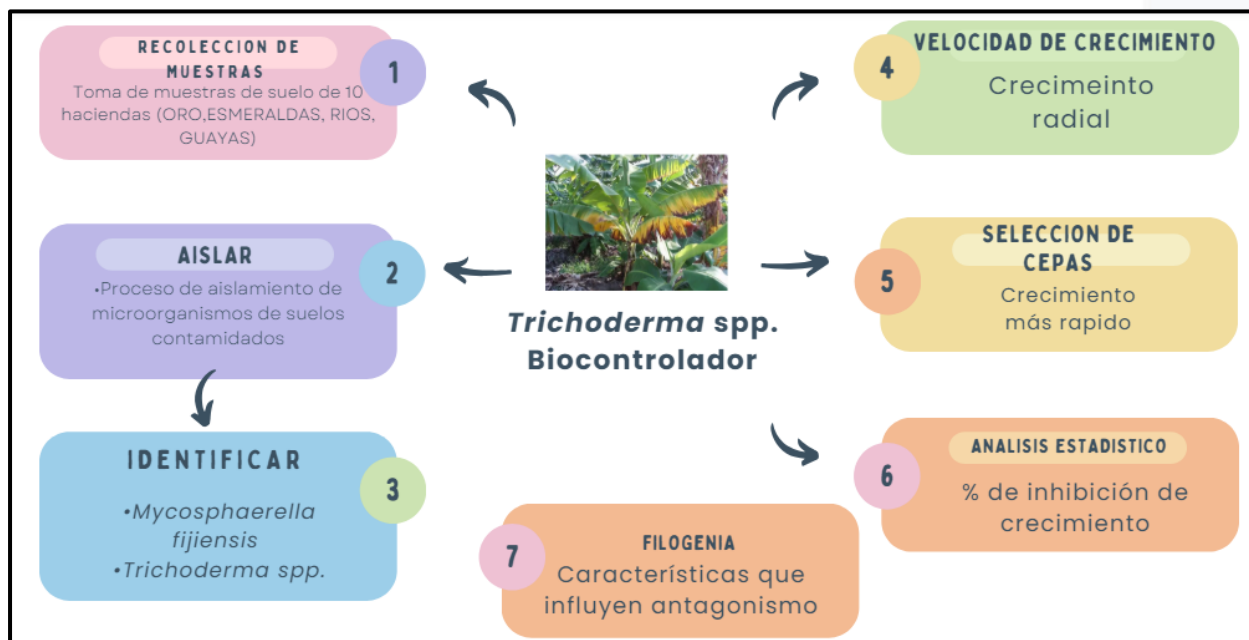 RECOLECCION DE
MUESTRAS
1
Toma de muestras de suelo de 10
haciendas (ORO,ESMERALDAS, RIOS,
GUAYAS)
AISLAR
2
•Proceso de aislamiento de
microorganismos de suelos
contamidados
IDENTIFICAR
3
•Mycosphaerella
fijiensis
•Trichoderma spp.
Trichoderma spp.
Biocontrolador
4
VELOCIDAD DE CRECIMIENTO
Crecimeinto
radial
5
SELECCION DE
CEPAS
Crecimiento
más rapido
6
ANALISIS ESTADISTICO
% de inhibición de
crecimiento
7
FILOGENIA
Características que
influyen antagonismo